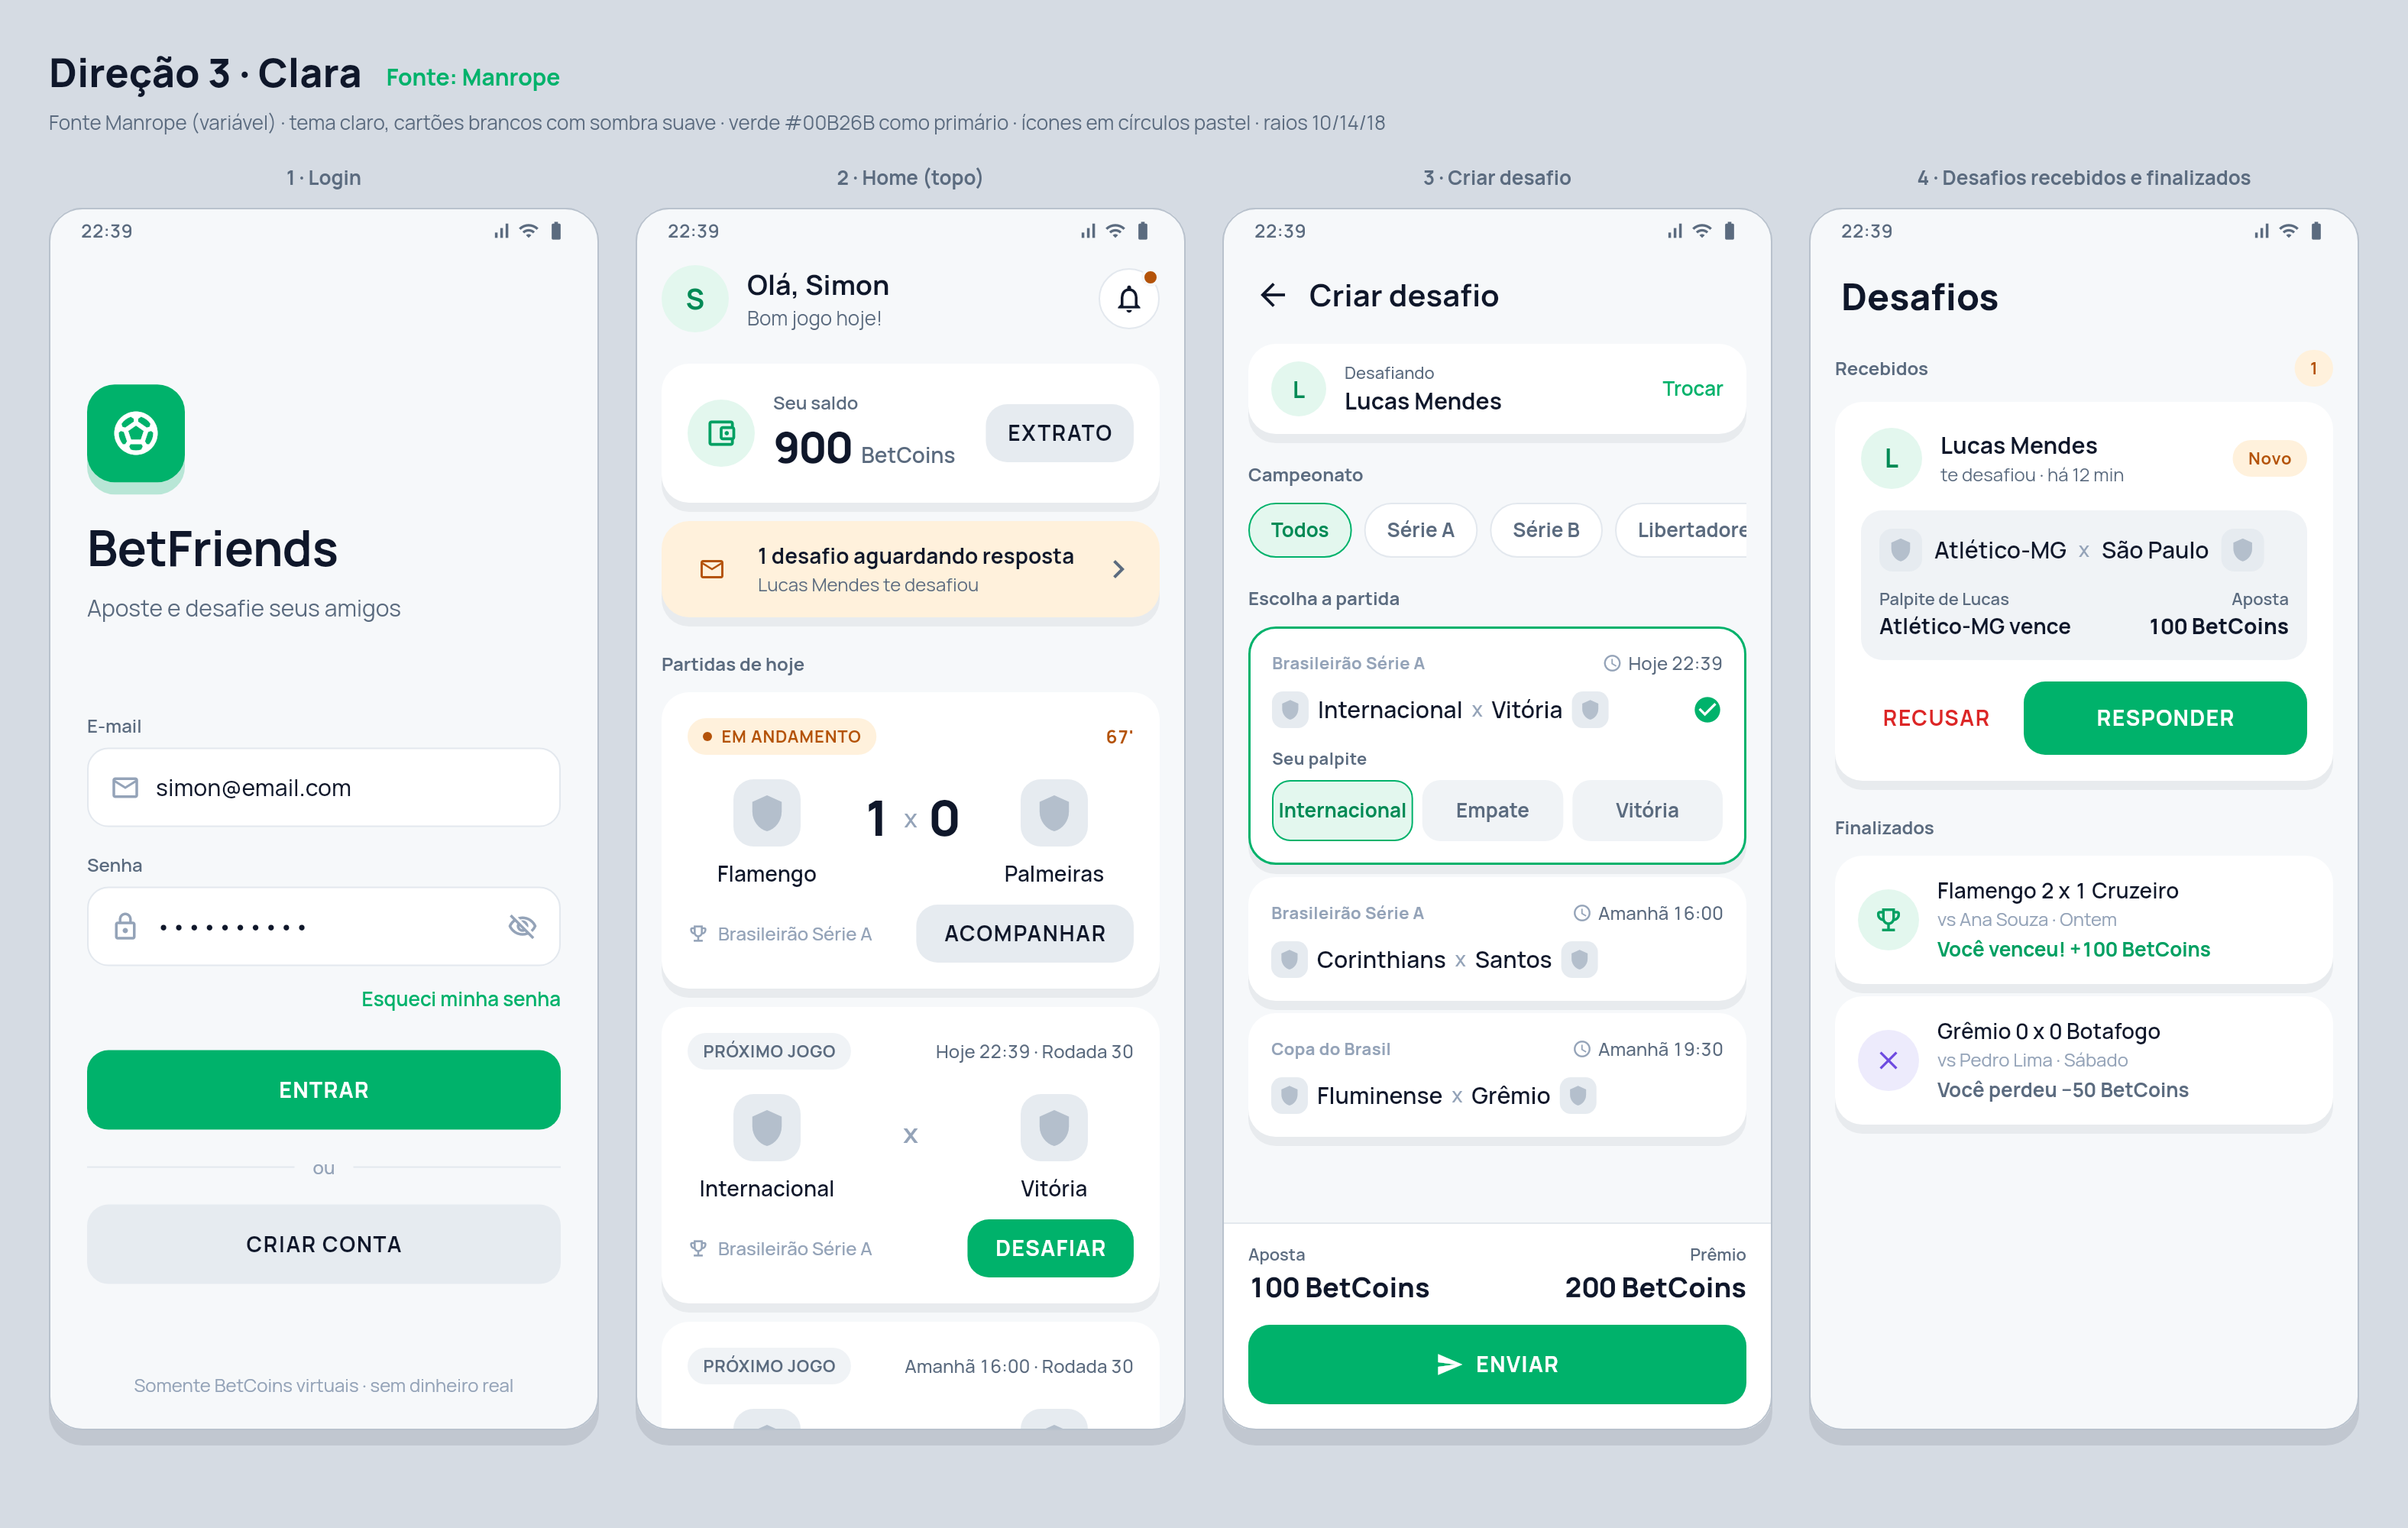 Direção 3 · Clara Fonte: Manrope
Fonte Manrope (variável) · tema claro, cartões brancos com sombra suave · verde #00B26B como primário · ícones em círculos pastel · raios 10/14/18
1 · Login
22:39
BetFriends
Aposte e desafie seus amigos
E-mail
simon@email.com
Senha
••••••••••
Esqueci minha senha
ENTRAR
ou
CRIAR CONTA
Somente BetCoins virtuais · sem dinheiro real
2 · Home (topo)
22:39
S
Olá, Simon
Bom jogo hoje!
Seu saldo
900 BetCoins
EXTRATO
1 desafio aguardando resposta
Lucas Mendes te desafiou
Partidas de hoje
EM ANDAMENTO 67'
1 x 0
Flamengo Palmeiras
Brasileirão Série A ACOMPANHAR
PRÓXIMO JOGO Hoje 22:39 · Rodada 30
x
Internacional Vitória
Brasileirão Série A DESAFIAR
PRÓXIMO JOGO Amanhã 16:00 · Rodada 30
3 · Criar desafio
22:39
Criar desafio
L
Desafiando
Lucas Mendes
Trocar
Campeonato
Todos Série A Série B Libertadore
Escolha a partida
Brasileirão Série A Hoje 22:39
Internacional x Vitória
Seu palpite
Internacional Empate Vitória
Brasileirão Série A Amanhã 16:00
Corinthians x Santos
Copa do Brasil Amanhã 19:30
Fluminense x Grêmio
Aposta Prêmio
100 BetCoins 200 BetCoins
ENVIAR
4 · Desafios recebidos e finalizados
22:39
Desafios
Recebidos 1
L
Lucas Mendes
te desafiou · há 12 min
Novo
Atlético-MG x São Paulo
Palpite de Lucas Aposta
Atlético-MG vence 100 BetCoins
RECUSAR RESPONDER
Finalizados
Flamengo 2 x 1 Cruzeiro
vs Ana Souza · Ontem
Você venceu! +100 BetCoins
Grêmio 0 x 0 Botafogo
vs Pedro Lima · Sábado
Você perdeu −50 BetCoins